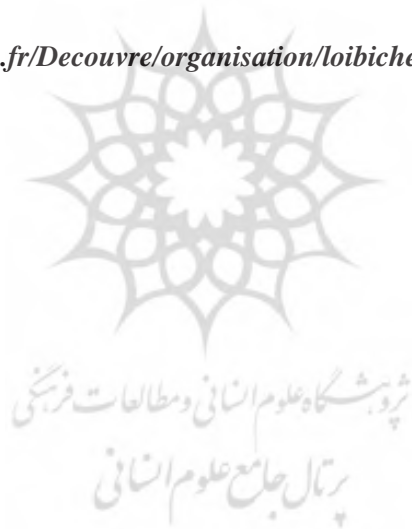 .fr/Decouvre/organisation/loibiche
پژوهشگاه علوم انسانی و مطالعات فرهنگی
پرتال جامع علوم انسانی